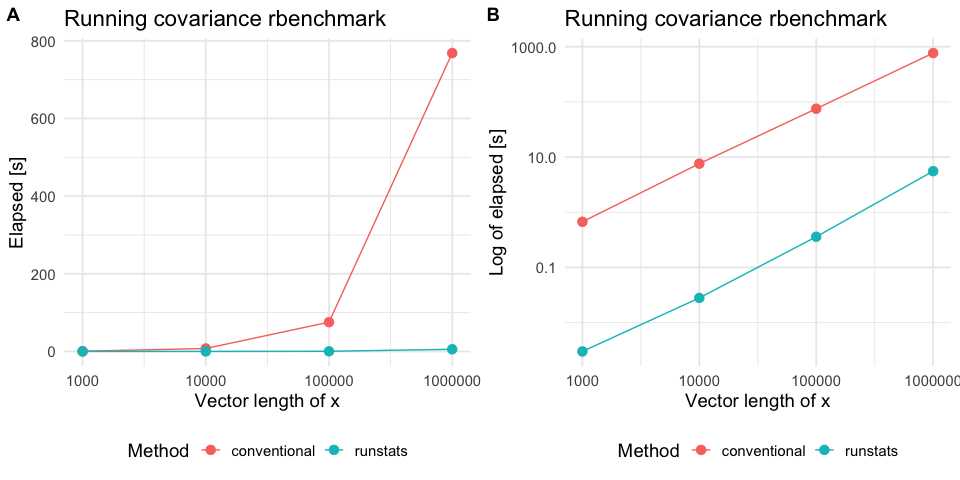 A
Running covariance rbenchmark
Elapsed [s]
800
600
400
200
0
1000 10000 100000 1000000
Vector length of x
Method conventional runstats
B
Running covariance rbenchmark
Log of elapsed [s]
1000.0
10.0
0.1
1000 10000 100000 1000000
Vector length of x
Method conventional runstats